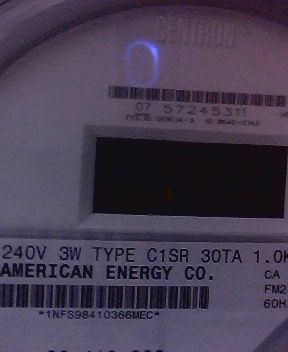 CENTRON
07 57245311
240V 3W TYPE C1SR 30TA 1.0K
AMERICAN ENERGY CO.
CA
FM2
60H
*1NFS98410366MEC*